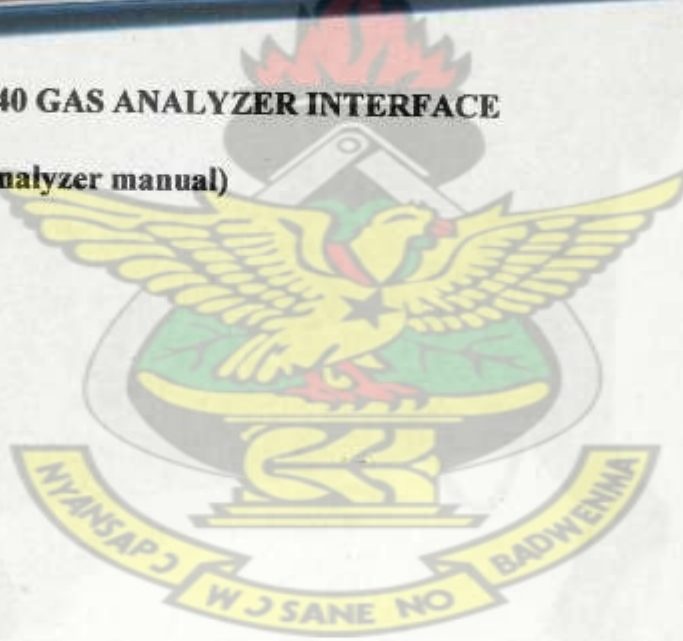 40 GAS ANALYZER INTERFACE
nalyzer manual)
NYANSAPƆ WƆSANE NO BADWENMA